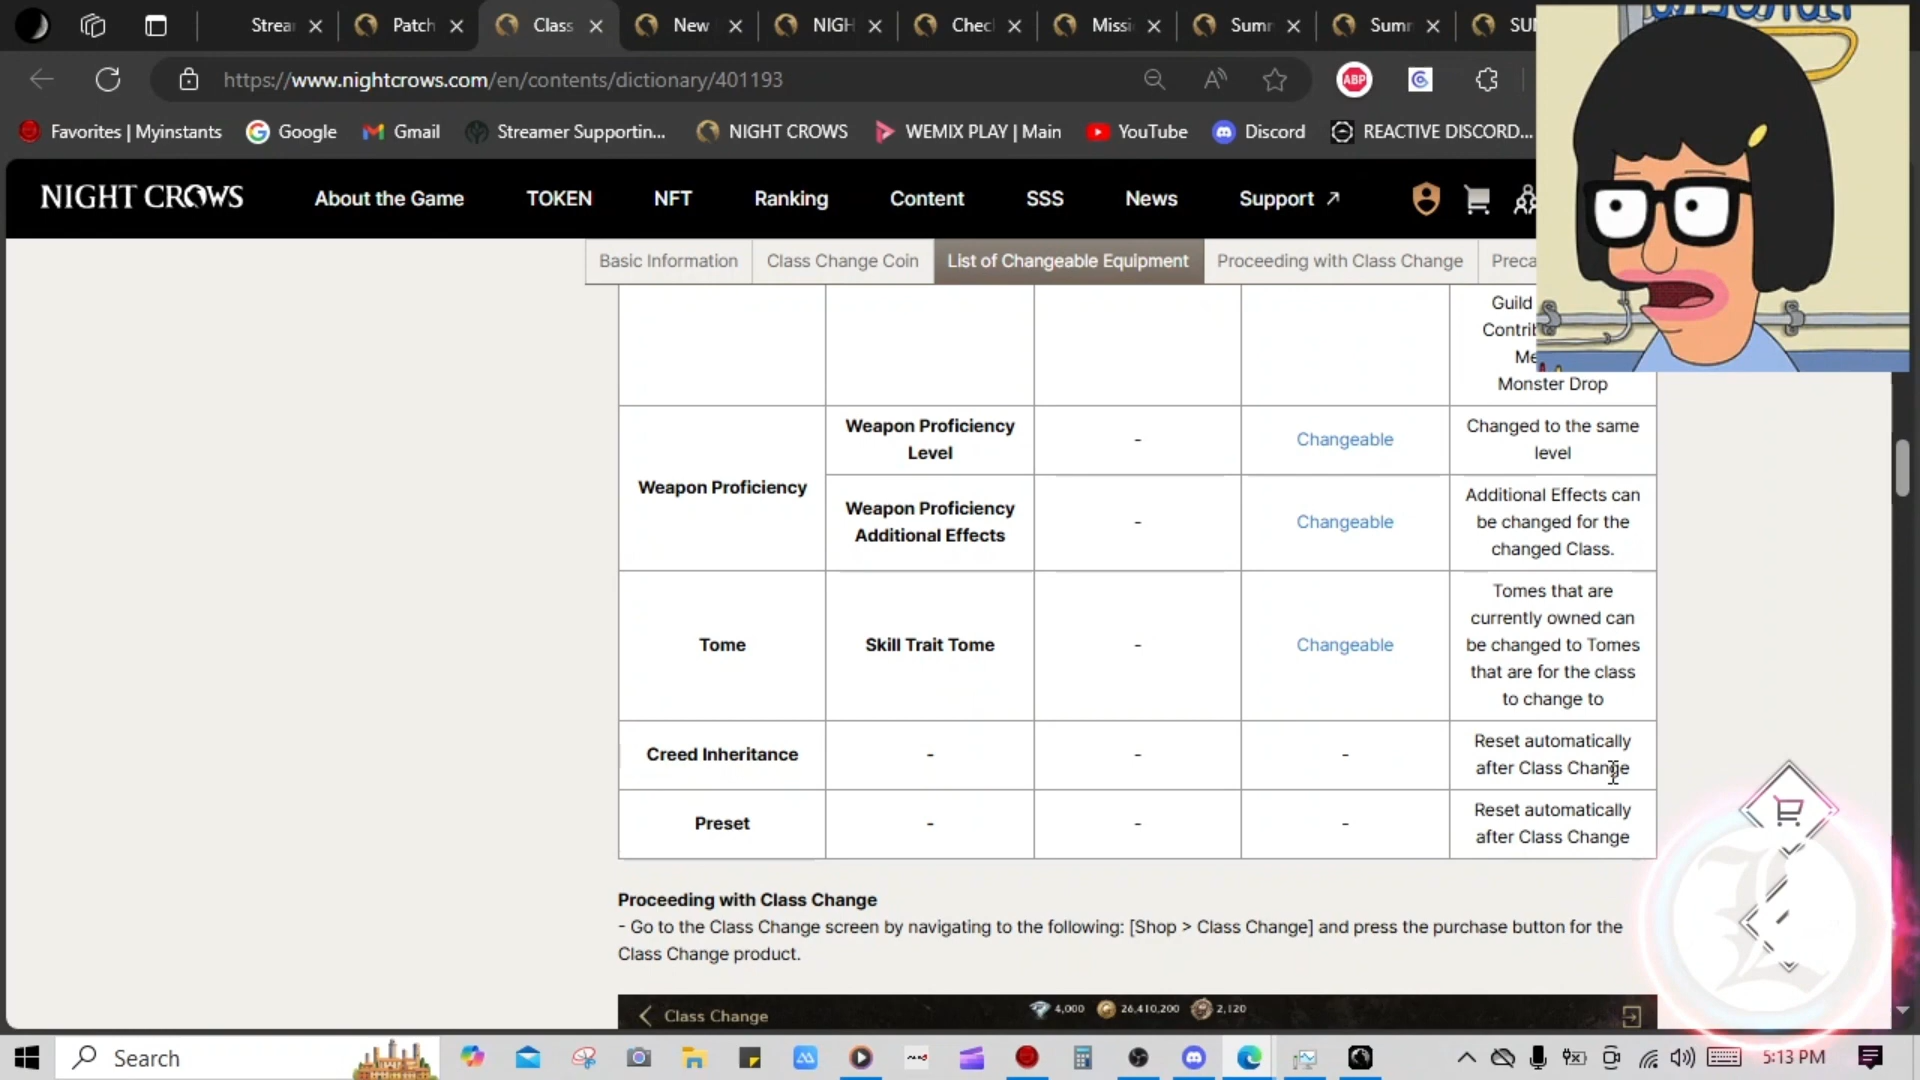 Strea
Patch
Class
New
NIGH
Chec
Missi
Summ
Summ
SUI
https://www.nightcrows.com/en/contents/dictionary/401193
ABP
Favorites | Myinstants
Google
Gmail
Streamer Supportin...
NIGHT CROWS
WEMIX PLAY | Main
YouTube
Discord
REACTIVE DISCORD...
NIGHT CROWS
About the Game
TOKEN
NFT
Ranking
Content
SSS
News
Support ↗
Basic Information
Class Change Coin
List of Changeable Equipment
Proceeding with Class Change
Preca
Guild
Contrib
Me
Monster Drop
Weapon Proficiency
Weapon Proficiency
Level
-
Changeable
Changed to the same
level
Weapon Proficiency
Additional Effects
-
Changeable
Additional Effects can
be changed for the
changed Class.
Tome
Skill Trait Tome
-
Changeable
Tomes that are
currently owned can
be changed to Tomes
that are for the class
to change to
Creed Inheritance
-
-
-
Reset automatically
after Class Change
Preset
-
-
-
Reset automatically
after Class Change
Proceeding with Class Change
- Go to the Class Change screen by navigating to the following: [Shop > Class Change] and press the purchase button for the
Class Change product.
Class Change
4,000
26,410,200
2,120
Search
5:13 PM